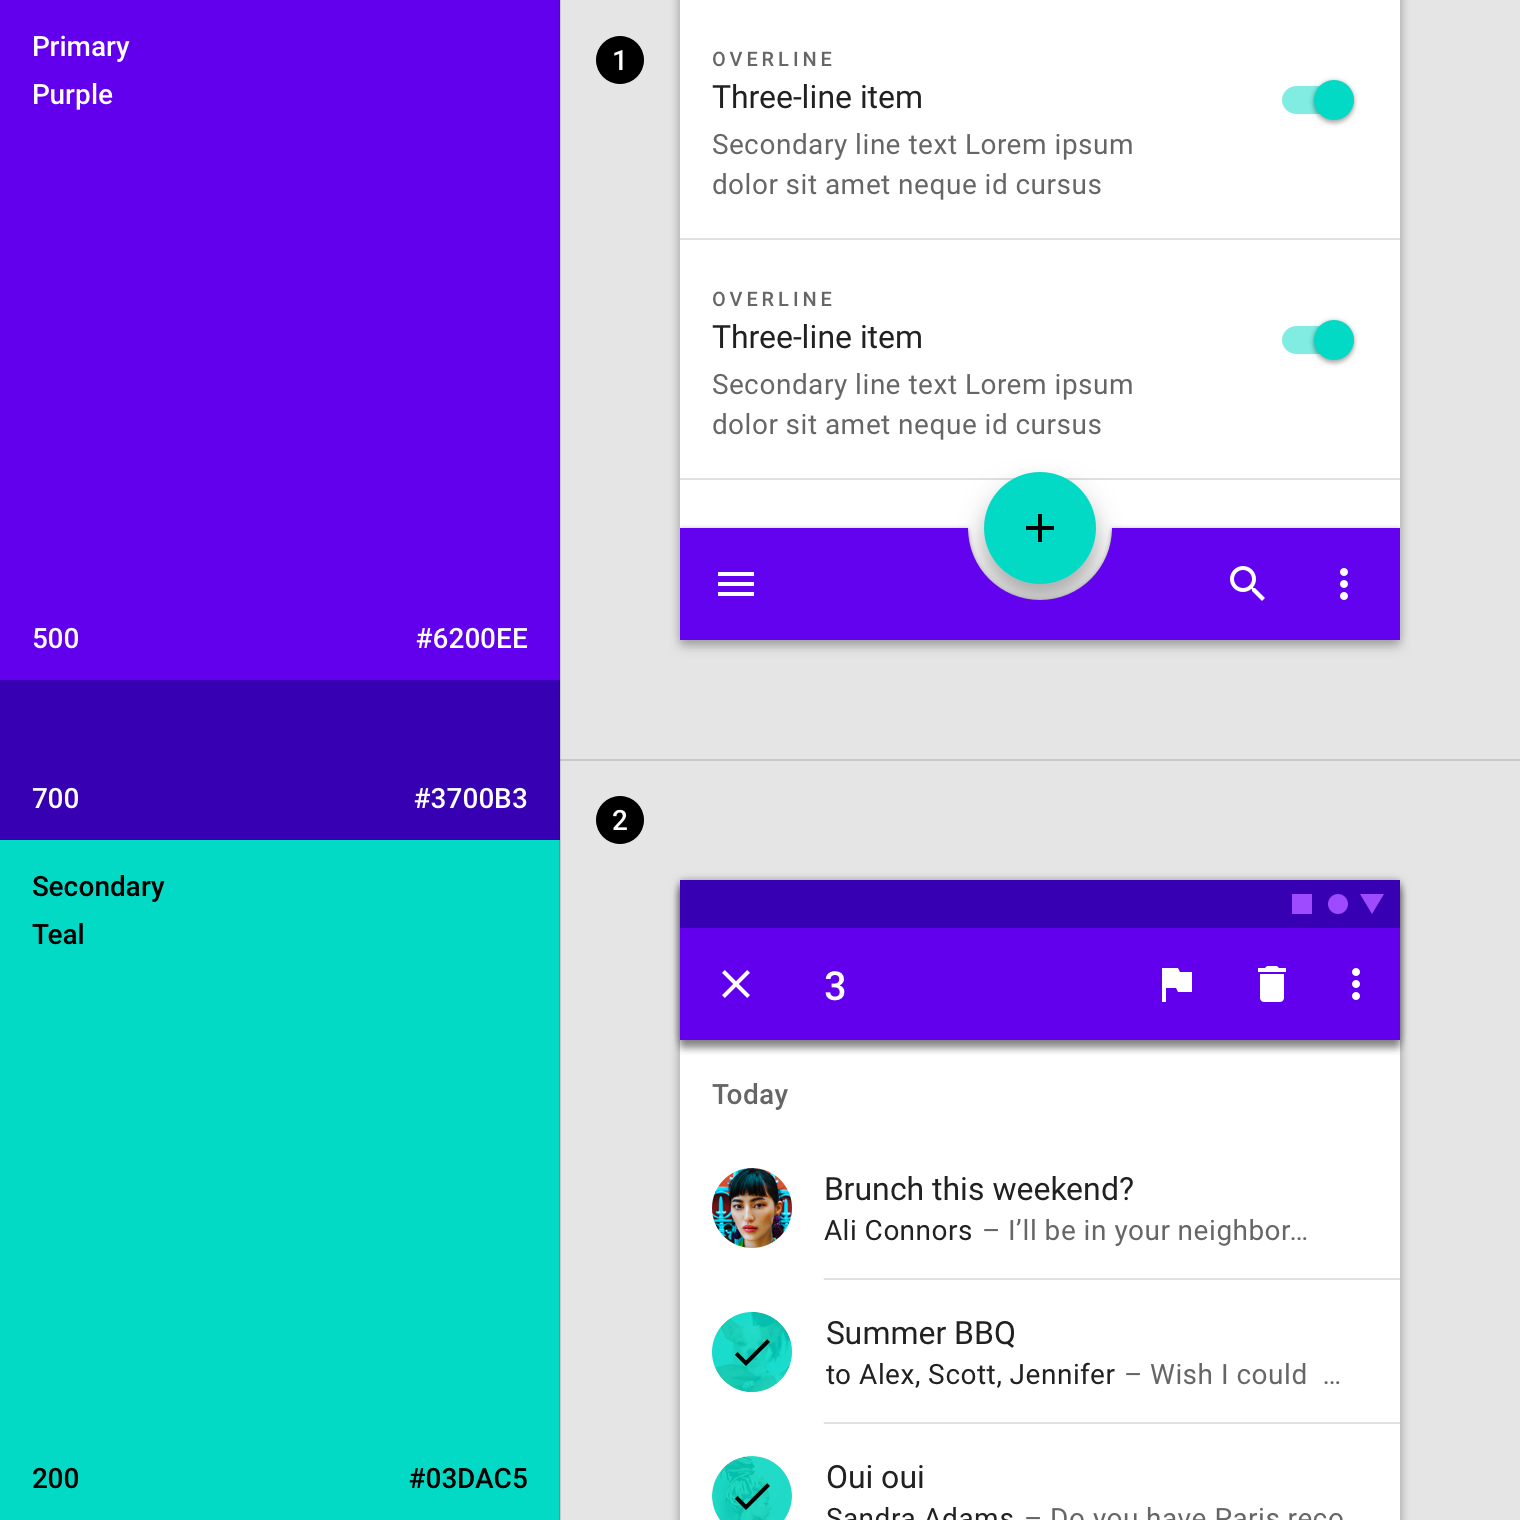 Primary
Purple
500 #6200EE
700 #3700B3
Secondary
Teal
200 #03DAC5
1
OVERLINE
Three-line item
Secondary line text Lorem ipsum
dolor sit amet neque id cursus
OVERLINE
Three-line item
Secondary line text Lorem ipsum
dolor sit amet neque id cursus
2
3
Today
Brunch this weekend?
Ali Connors – I’ll be in your neighbor…
Summer BBQ
to Alex, Scott, Jennifer – Wish I could …
Oui oui
Sandra Adams – Do you have Paris reco